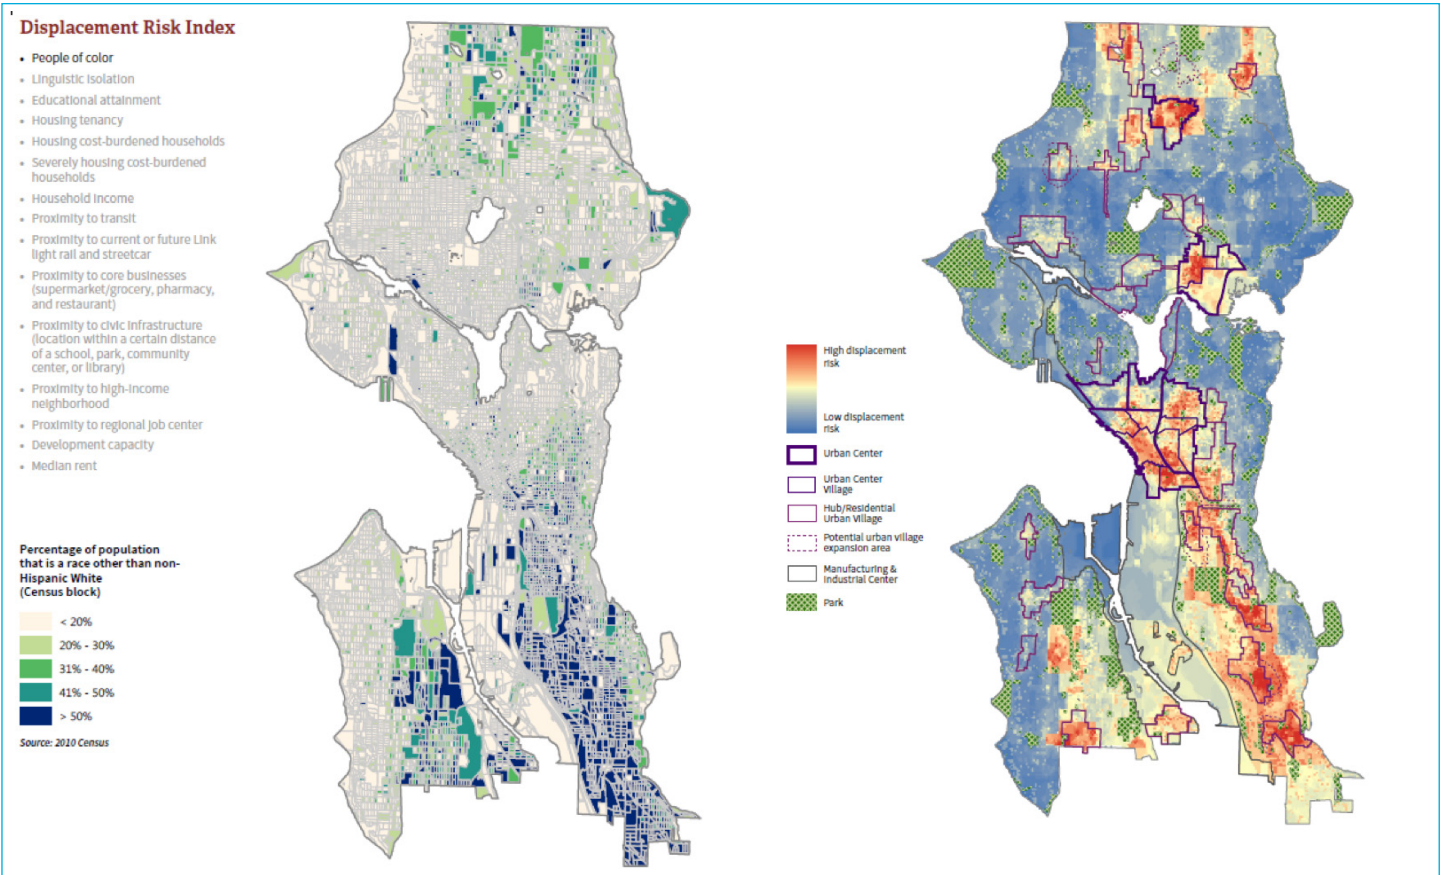 Displacement Risk Index
• People of color
• Linguistic isolation
• Educational attainment
• Housing tenancy
• Housing cost-burdened households
• Severely housing cost-burdened
households
• Household income
• Proximity to transit
• Proximity to current or future Link
light rail and streetcar
• Proximity to core businesses
(supermarket/grocery, pharmacy,
and restaurant)
• Proximity to civic infrastructure
(location within a certain distance
of a school, park, community
center, or library)
• Proximity to high-income
neighborhood
• Proximity to regional job center
• Development capacity
• Median rent
Percentage of population
that is a race other than non-
Hispanic White
(Census block)
< 20%
20% - 30%
31% - 40%
41% - 50%
> 50%
Source: 2010 Census
High displacement
risk
Low displacement
risk
Urban Center
Urban Center
Village
Hub/Residential
Urban Village
Potential urban village
expansion area
Manufacturing &
Industrial Center
Park